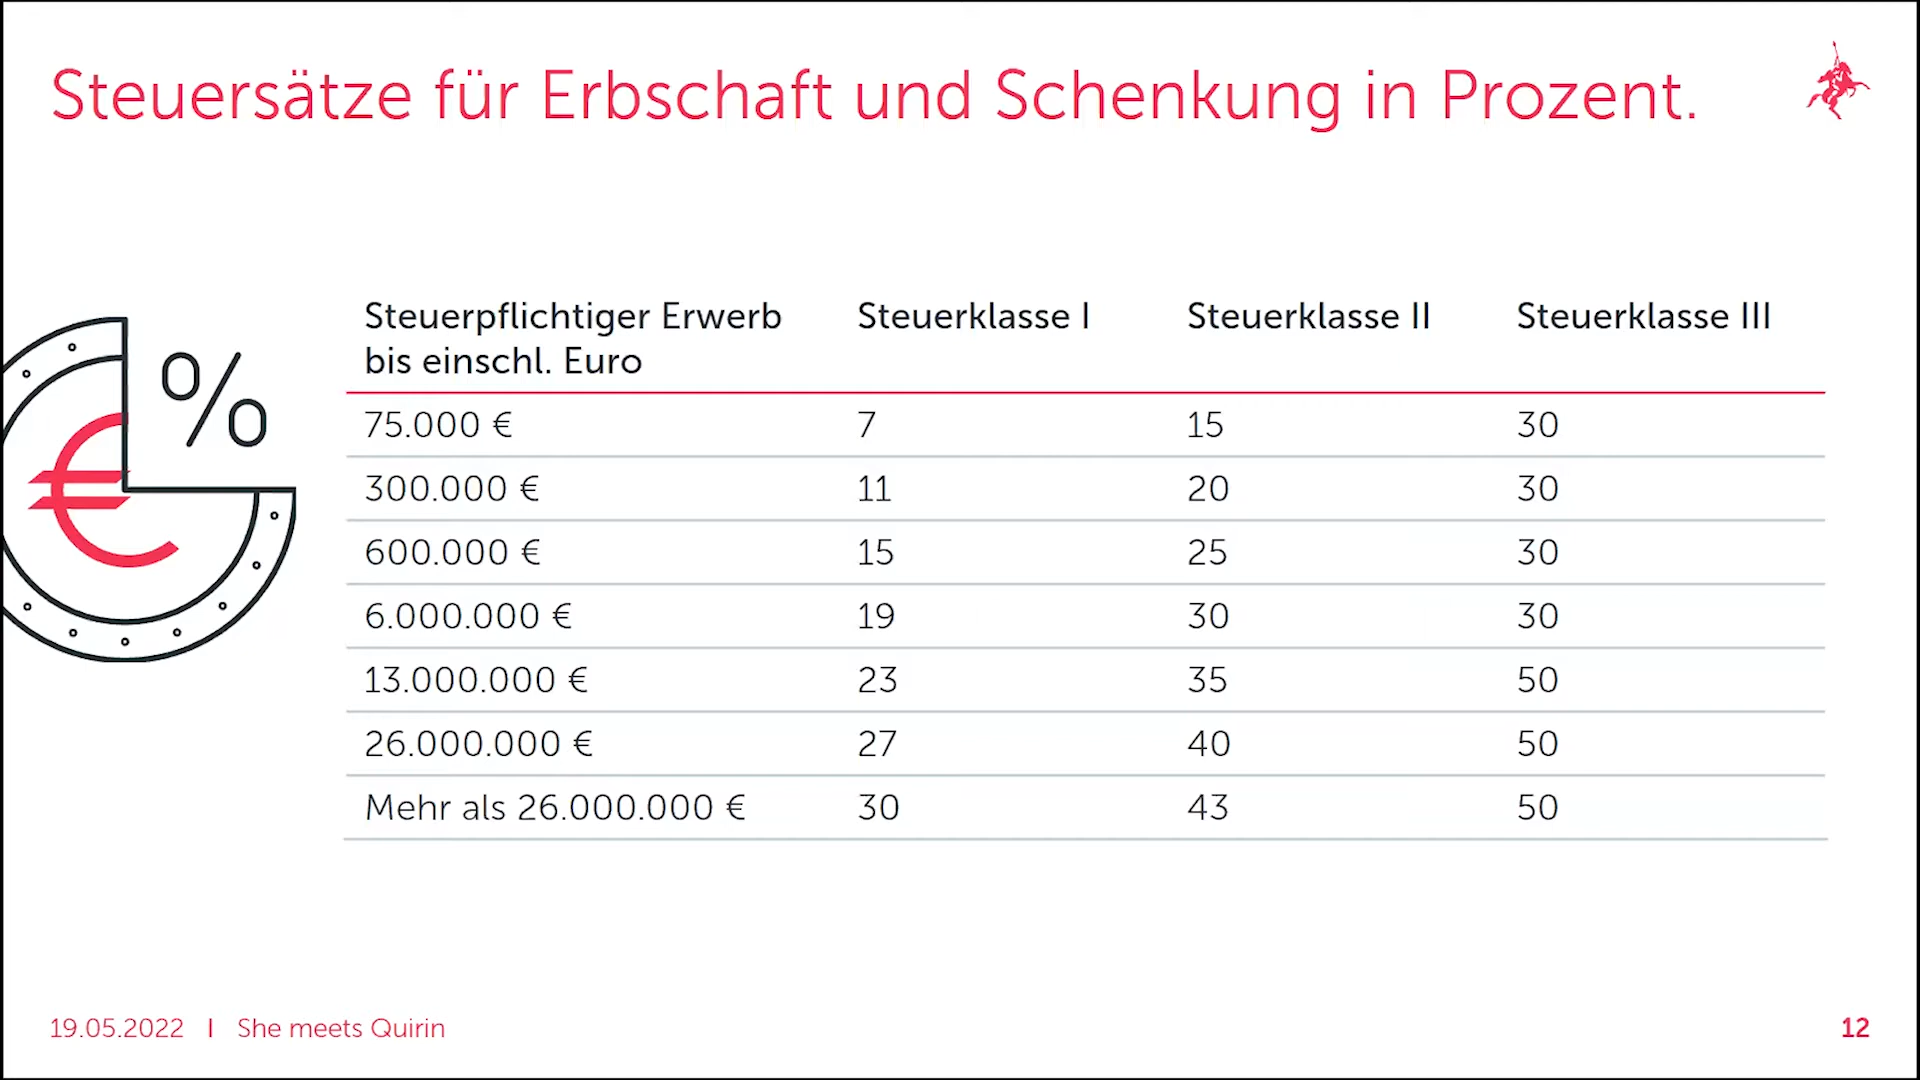 Steuersätze für Erbschaft und Schenkung in Prozent.
%
€
Steuerpflichtiger Erwerb bis einschl. Euro Steuerklasse I Steuerklasse II Steuerklasse III
75.000 € 7 15 30
300.000 € 11 20 30
600.000 € 15 25 30
6.000.000 € 19 30 30
13.000.000 € 23 35 50
26.000.000 € 27 40 50
Mehr als 26.000.000 € 30 43 50
19.05.2022 | She meets Quirin 12